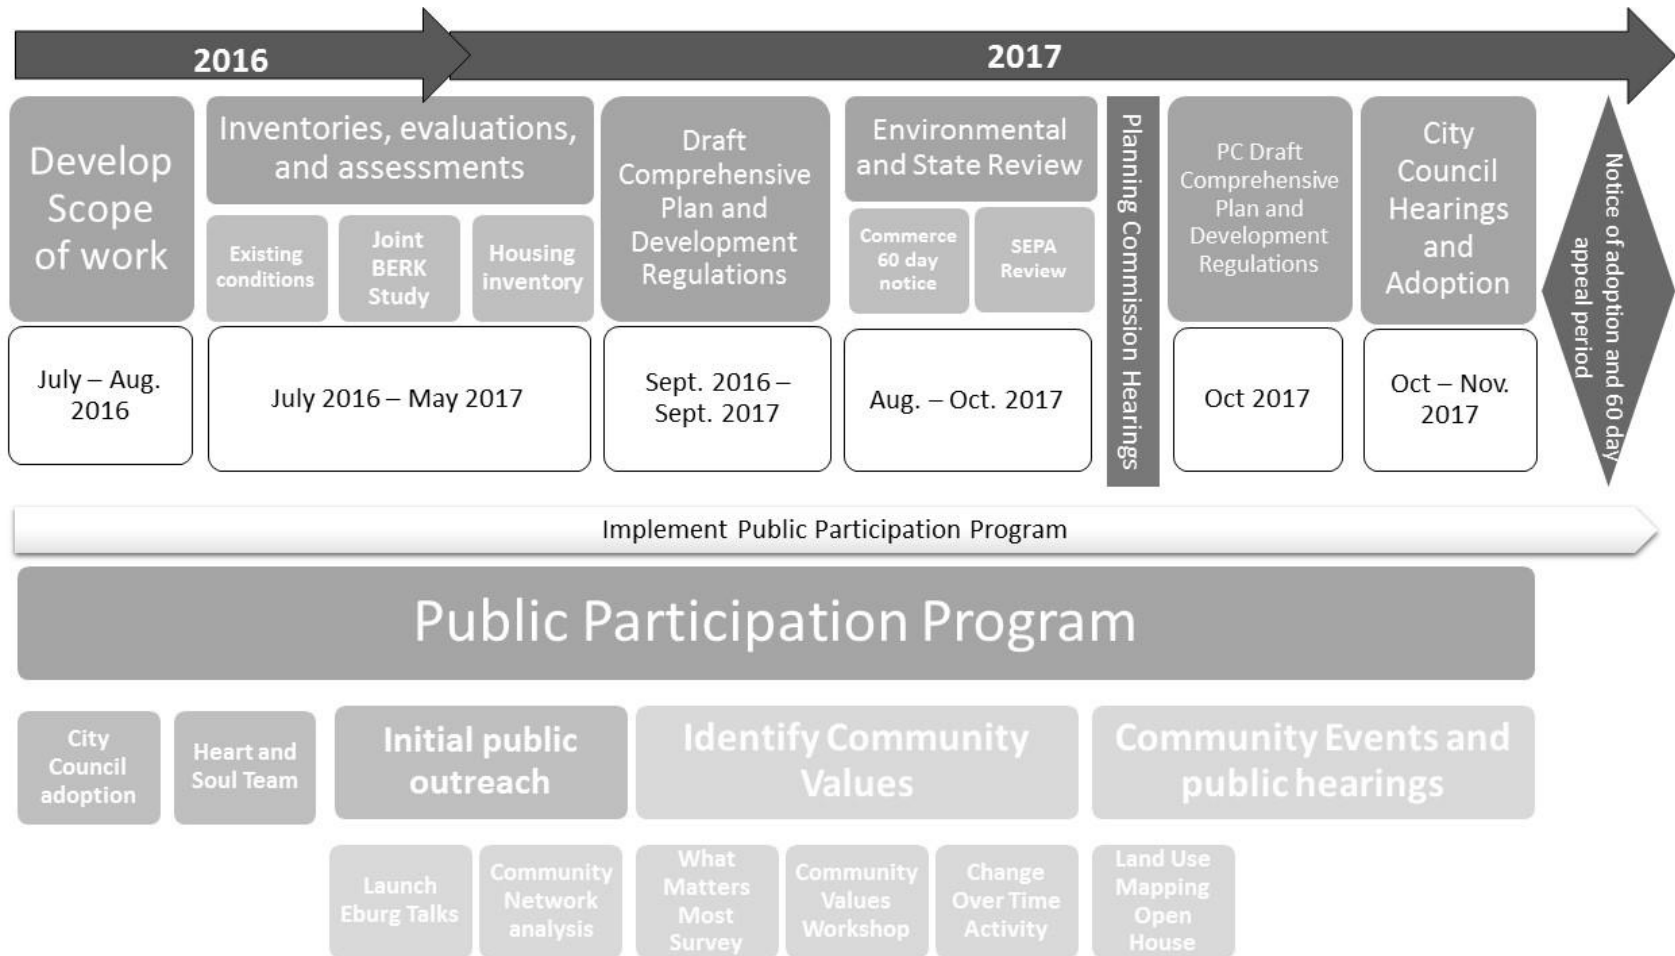 2016
2017
Develop
Scope
of work
Inventories, evaluations,
and assessments
Existing
conditions
Joint
BERK
Study
Housing
inventory
Draft
Comprehensive
Plan and
Development
Regulations
Environmental
and State Review
Commerce
60 day
notice
SEPA
Review
Planning Commission Hearings
PC Draft
Comprehensive
Plan and
Development
Regulations
City
Council
Hearings
and
Adoption
Notice of adoption and 60 day
appeal period
July – Aug.
2016
July 2016 – May 2017
Sept. 2016 –
Sept. 2017
Aug. – Oct. 2017
Oct 2017
Oct – Nov.
2017
Implement Public Participation Program
Public Participation Program
City
Council
adoption
Heart and
Soul Team
Initial public
outreach
Identify Community
Values
Community Events and
public hearings
Launch
Eburg Talks
Community
Network
analysis
What
Matters
Most
Survey
Community
Values
Workshop
Change
Over Time
Activity
Land Use
Mapping
Open
House